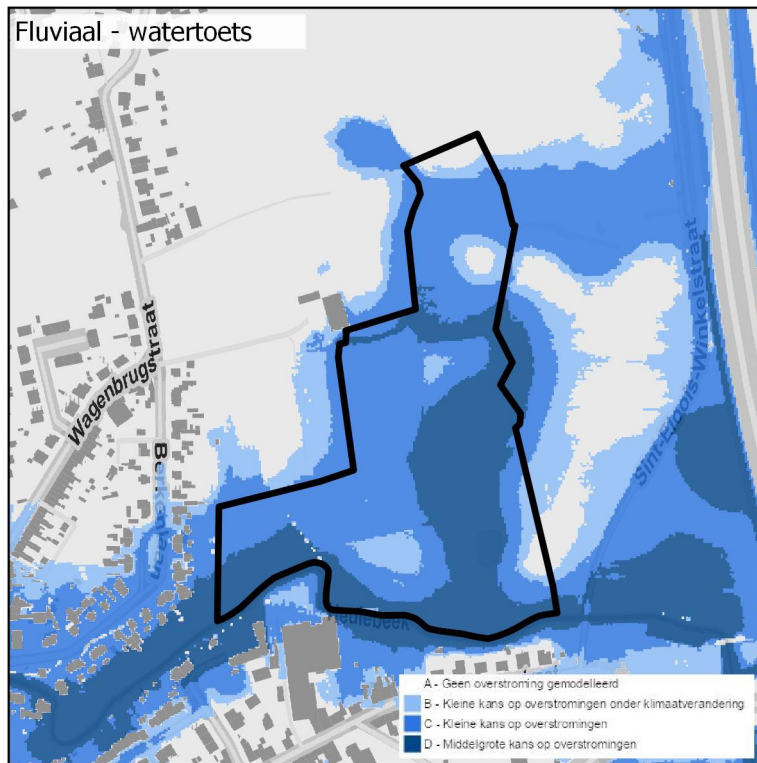 Fluviaal - watertoets
Wagenbrugstraat
Sint-Eloois-Winkelstraat
Heulebeek
A - Geen overstroming gemodelleerd
B - Kleine kans op overstromingen onder klimaatverandering
C - Kleine kans op overstromingen
D - Middelgrote kans op overstromingen